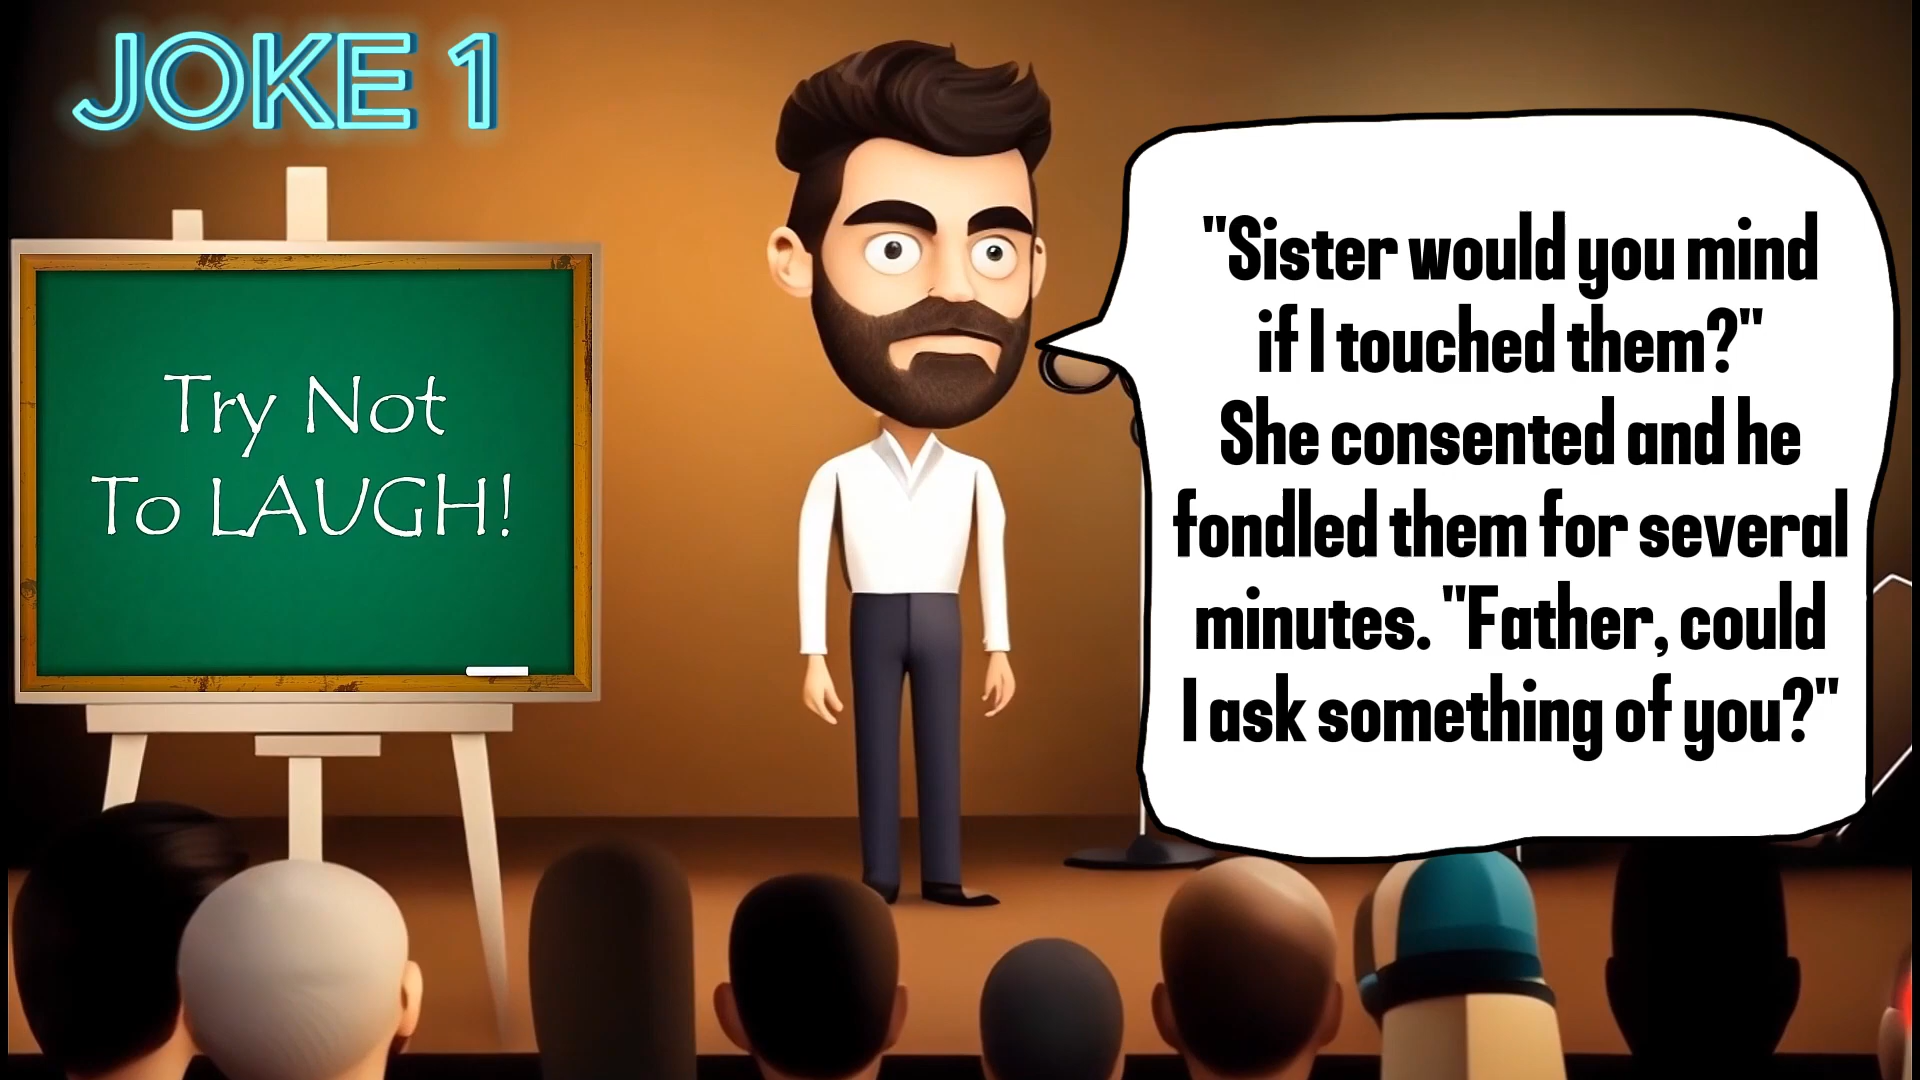 JOKE 1
Try Not
To LAUGH!
"Sister would you mind
if I touched them?"
She consented and he
fondled them for several
minutes. "Father, could
I ask something of you?"